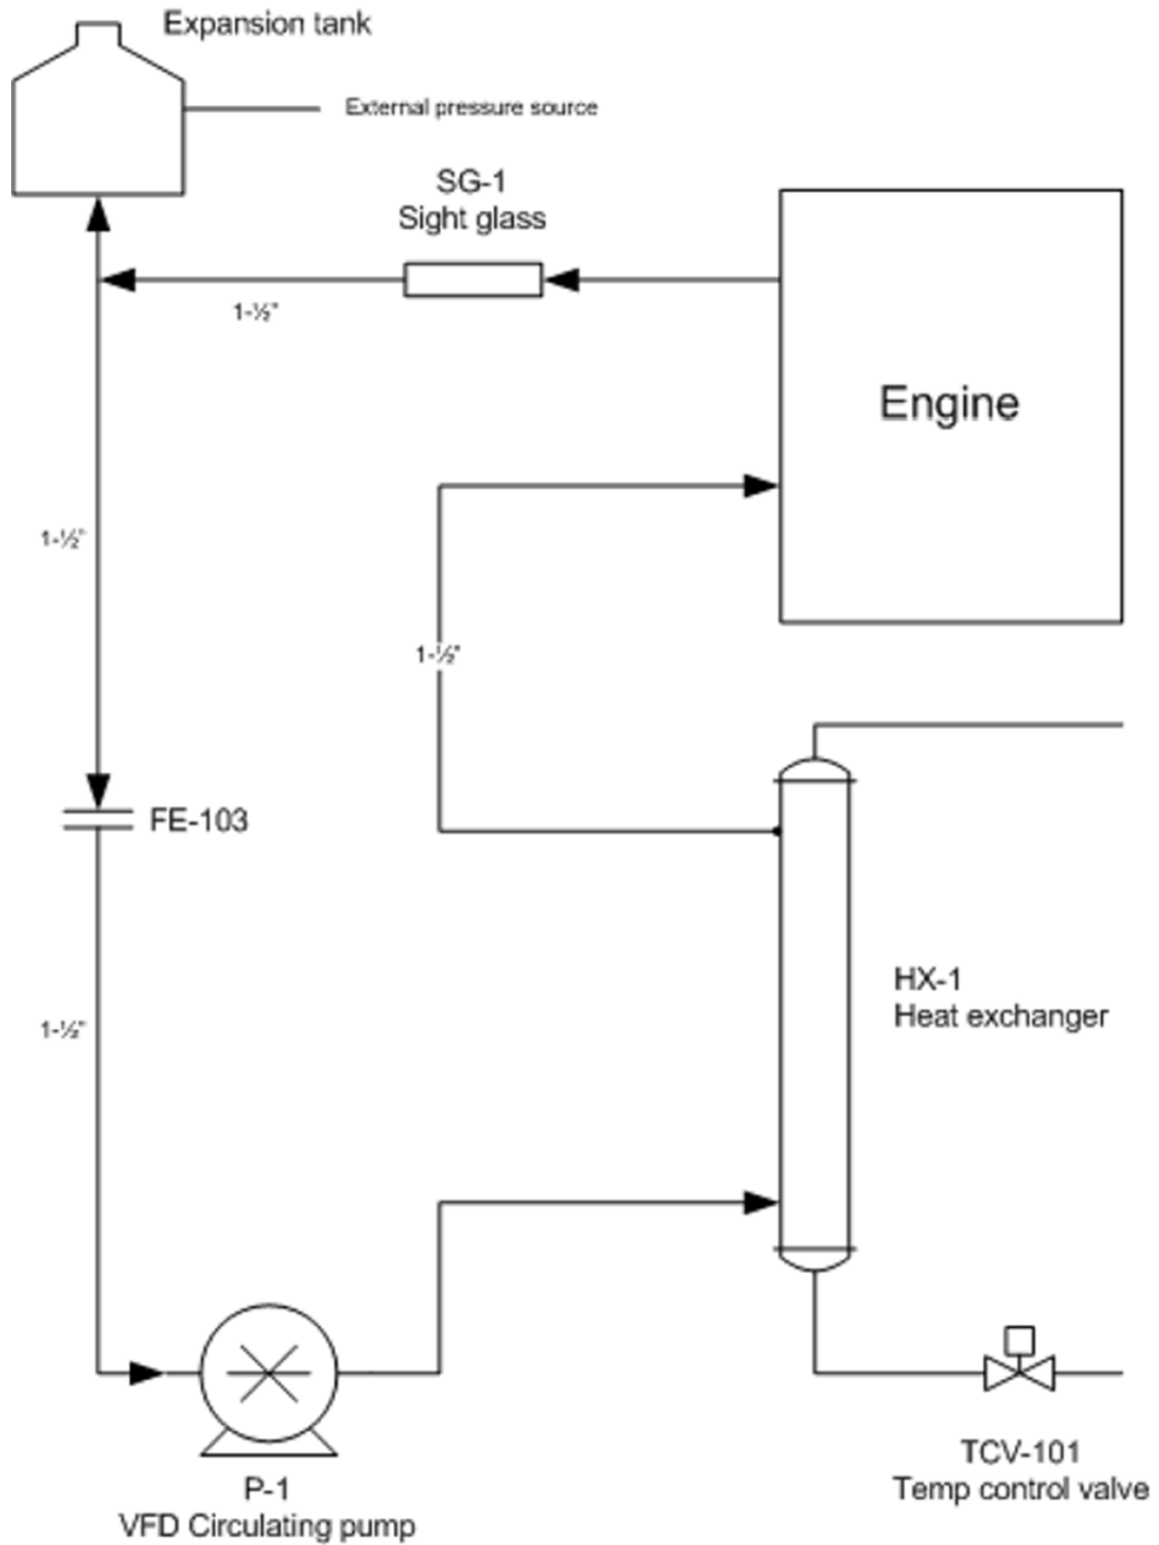 Expansion tank
External pressure source
SG-1
Sight glass
1-½"
Engine
1-½"
1-½"
FE-103
HX-1
Heat exchanger
1-½"
TCV-101
Temp control valve
P-1
VFD Circulating pump